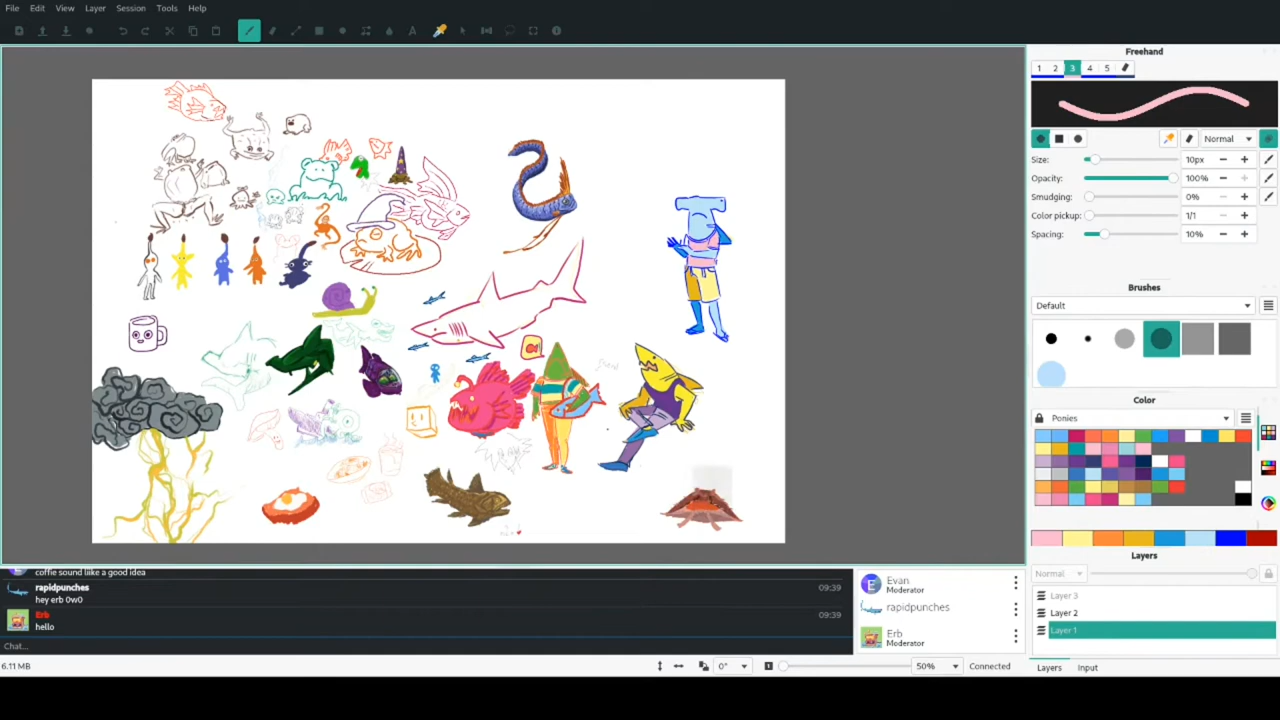 File Edit View Layer Session Tools Help
Freehand
1 2 3 4 5
Normal
Size: 10px
Opacity: 100%
Smudging: 0%
Color pickup: 1/1
Spacing: 10%
Brushes
Default
Color
Ponies
Layers
Normal
Layer 3
Layer 2
Layer 1
coffie sound liike a good idea
rapidpunches 09:39
hey erb 0w0
Erb 09:39
hello
Chat...
Evan
Moderator
rapidpunches
Erb
Moderator
6.11 MB
0°
50%
Connected
Layers Input